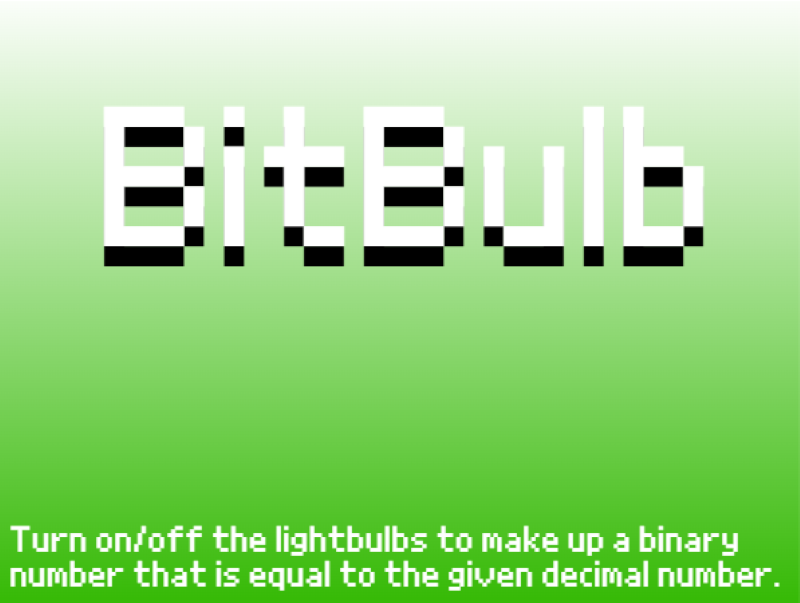 BitBulb
Turn on/off the lightbulbs to make up a binary
number that is equal to the given decimal number.